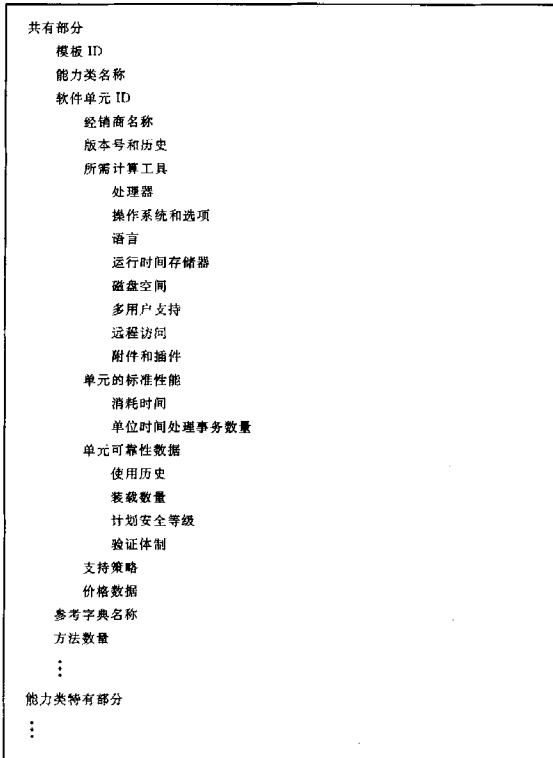 共有部分
模板 ID
能力类名称
软件单元 ID
经销商名称
版本号和历史
所需计算工具
处理器
操作系统和选项
语言
运行时间存储器
磁盘空间
多用户支持
远程访问
附件和插件
单元的标准性能
消耗时间
单位时间处理事务数量
单元可靠性数据
使用历史
装载数量
计划安全等级
验证体制
支持策略
价格数据
参考字典名称
方法数量
⋮
能力类特有部分
⋮